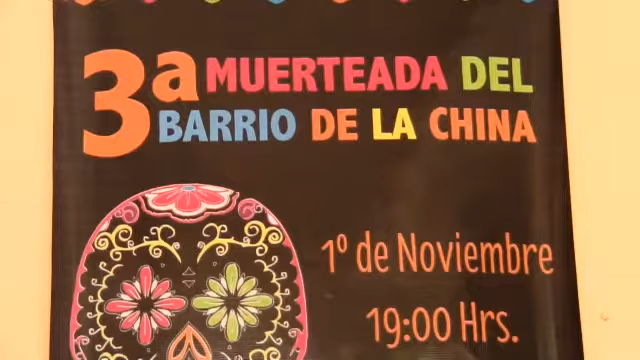 3a MUERTEADA DEL
BARRIO DE LA CHINA
1º de Noviembre
19:00 Hrs.